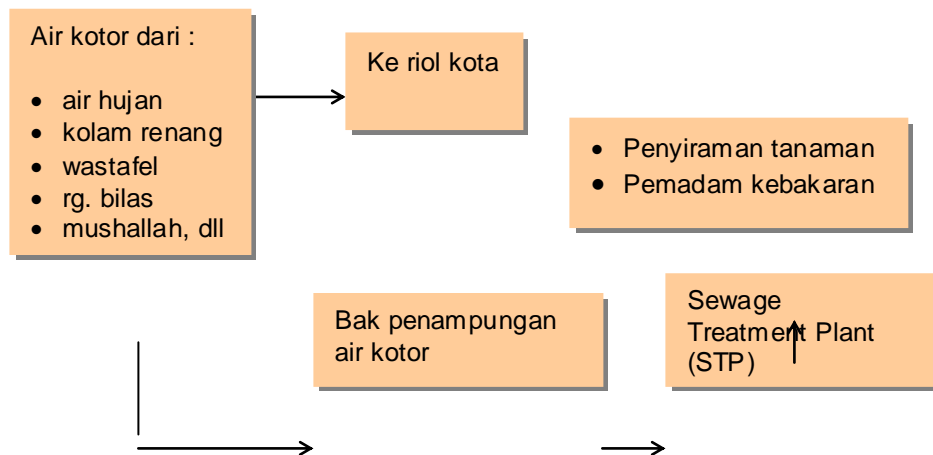 Air kotor dari :
• air hujan
• kolam renang
• wastafel
• rg. bilas
• mushallah, dll
Ke riol kota
• Penyiraman tanaman
• Pemadam kebakaran
Bak penampungan
air kotor
Sewage
Treatment Plant
(STP)